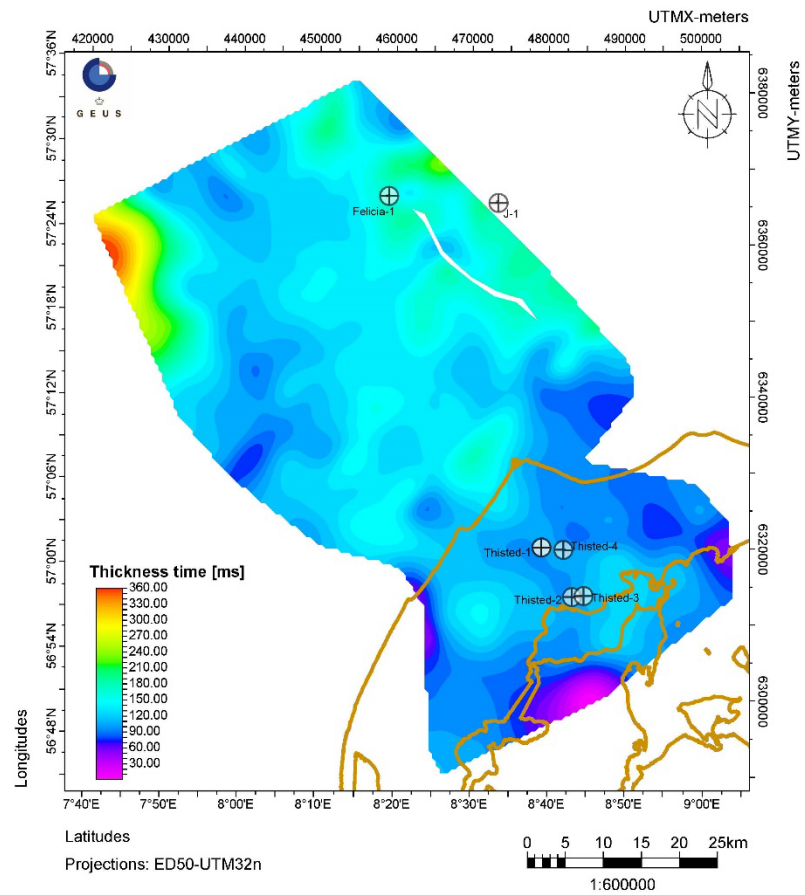 UTMX-meters
420000 430000 440000 450000 460000 470000 480000 490000 500000
57°36'N
57°30'N
57°24'N
57°18'N
57°12'N
57°06'N
57°00'N
56°54'N
56°48'N
Longitudes
GEUS
N
UTMY-meters
6380000
6360000
6340000
6320000
6300000
Felicia-1
J-1
Thisted-1
Thisted-4
Thisted-2
Thisted-3
Thickness time [ms]
360.00
330.00
300.00
270.00
240.00
210.00
180.00
150.00
120.00
90.00
60.00
30.00
7°40'E 7°50'E 8°00'E 8°10'E 8°20'E 8°30'E 8°40'E 8°50'E 9°00'E
Latitudes
Projections: ED50-UTM32n
0 5 10 15 20 25km
1:600000